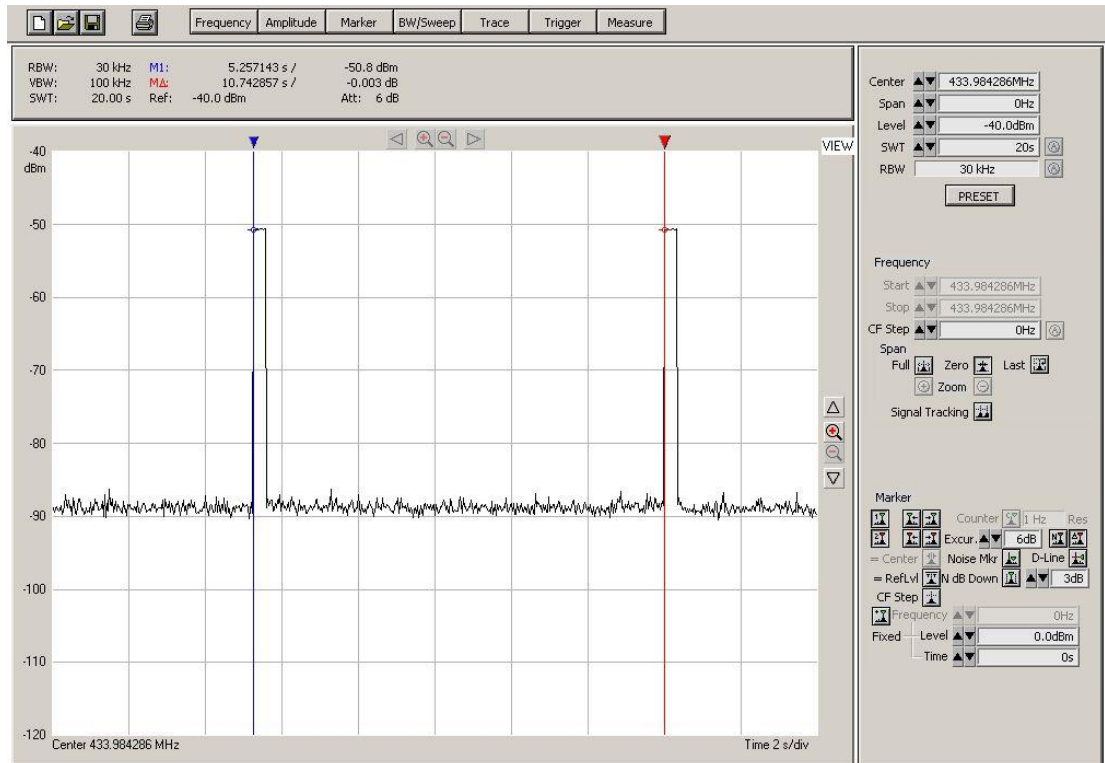 Frequency Amplitude Marker BW/Sweep Trace Trigger Measure
RBW: 30 kHz M1: 5.257143 s / -50.8 dBm
VBW: 100 kHz MΔ: 10.742857 s / -0.003 dB
SWT: 20.00 s Ref: -40.0 dBm Att: 6 dB
VIEW
-40
dBm
-50
-60
-70
-80
-90
-100
-110
-120
Center 433.984286 MHz
Time 2 s/div
Center 433.984286MHz
Span 0Hz
Level -40.0dBm
SWT 20s
RBW 30 kHz
PRESET
Frequency
Start 433.984286MHz
Stop 433.984286MHz
CF Step 0Hz
Span
Full Zero Last
Zoom
Signal Tracking
Marker
Counter 1 Hz Res
Excur. 6dB
= Center Noise Mkr D-Line
= RefLvl N dB Down 3dB
CF Step
Frequency 0Hz
Fixed Level 0.0dBm
Time 0s